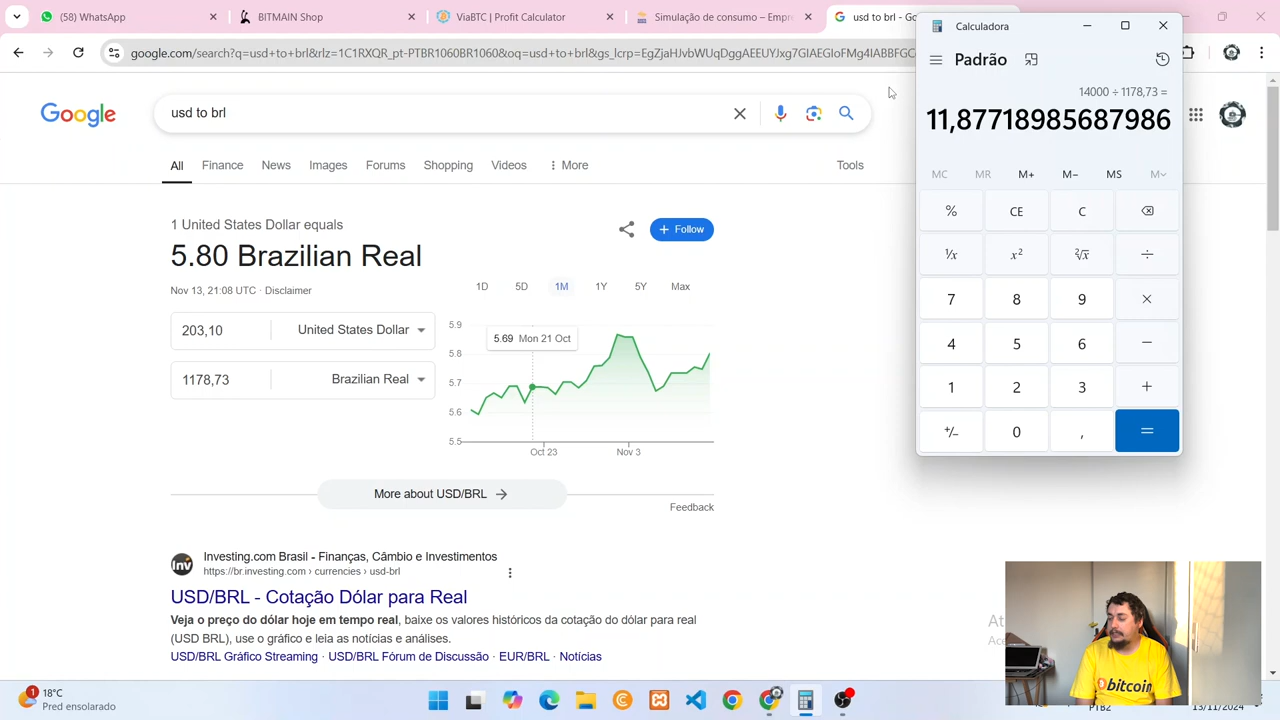 (58) WhatsApp
BITMAIN Shop
ViaBTC | Profit Calculator
Simulação de consumo – Empre
usd to brl - Go
google.com/search?q=usd+to+brl&rlz=1C1RXQR_pt-PTBR1060BR1060&oq=usd+to+brl&gs_lcrp=EgZjaHJvbWUqDggAEEUYJxg7GIAEGIoFMg4IABBFGC
Google
usd to brl
All
Finance
News
Images
Forums
Shopping
Videos
More
Tools
1 United States Dollar equals
5.80 Brazilian Real
Nov 13, 21:08 UTC · Disclaimer
+ Follow
203,10
United States Dollar
1178,73
Brazilian Real
1D
5D
1M
1Y
5Y
Max
5.9
5.8
5.7
5.6
5.5
5.69 Mon 21 Oct
Oct 23
Nov 3
More about USD/BRL
Feedback
Inv
Investing.com Brasil - Finanças, Câmbio e Investimentos
https://br.investing.com › currencies › usd-brl
USD/BRL - Cotação Dólar para Real
Veja o preço do dólar hoje em tempo real, baixe os valores históricos da cotação do dólar para real
(USD BRL), use o gráfico e leia as notícias e análises.
USD/BRL Gráfico Streaming · USD/BRL Fórum de Discussão · EUR/BRL · Notícias
Calculadora
Padrão
14000 ÷ 1178,73 =
11,87718985687986
MC
MR
M+
M−
MS
M
%
CE
C
¹/x
x²
²√x
÷
7
8
9
×
4
5
6
−
1
2
3
+
+/−
0
,
=
bitcoin
1
18°C
Pred ensolarado
PTB2
13/11/2024